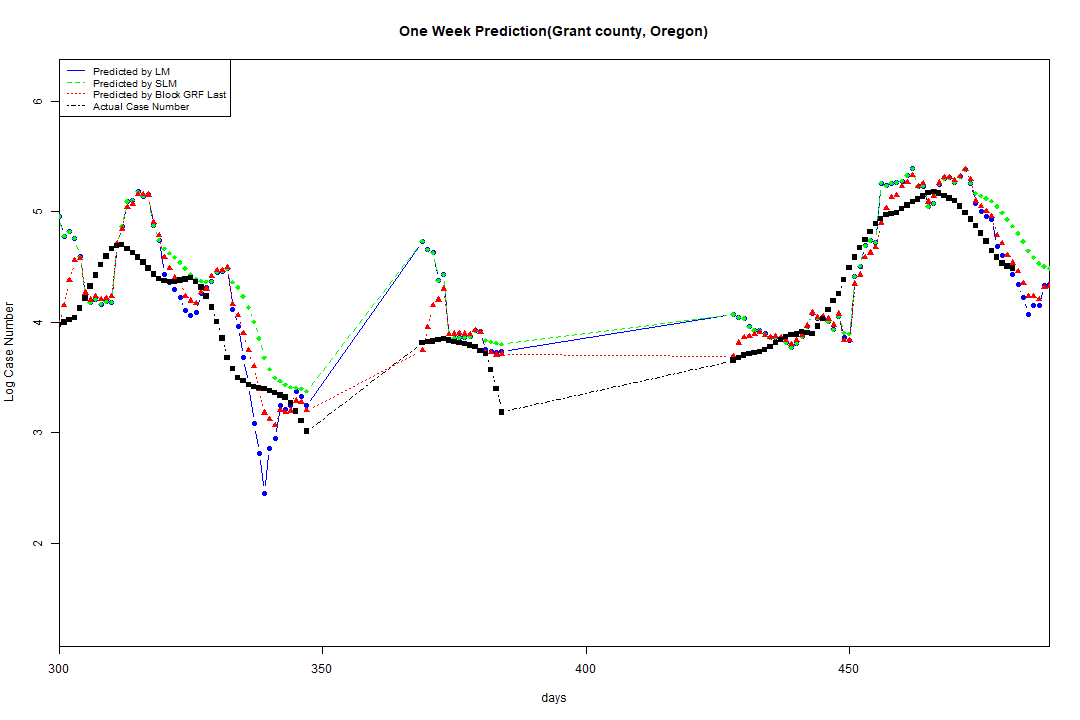 One Week Prediction(Grant county, Oregon)
Predicted by LM
Predicted by SLM
Predicted by Block GRF Last
Actual Case Number
6
5
4
3
2
Log Case Number
300 350 400 450
days